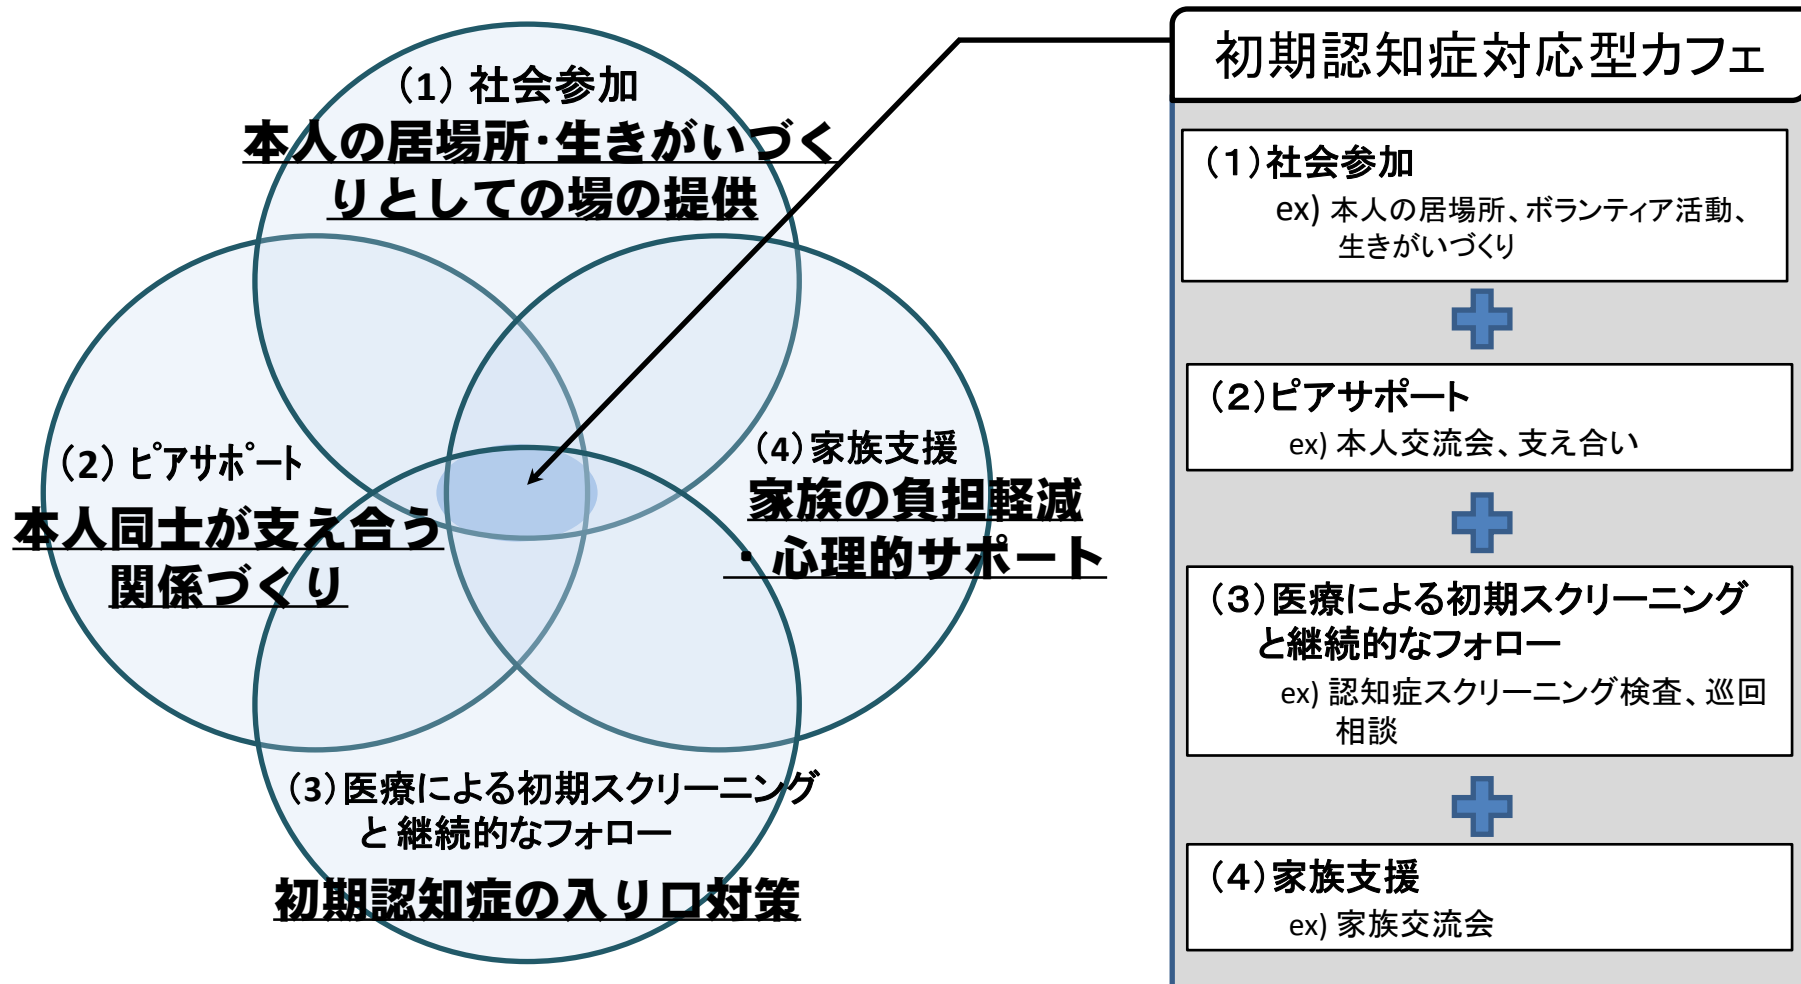 (1) 社会参加
本人の居場所・生きがいづく
りとしての場の提供
(2) ピアサポート
本人同士が支え合う
関係づくり
(4) 家族支援
家族の負担軽減
・心理的サポート
(3) 医療による初期スクリーニング
と 継続的なフォロー
初期認知症の入り口対策
初期認知症対応型カフェ
(1)社会参加
ex) 本人の居場所、ボランティア活動、
生きがいづくり
(2)ピアサポート
ex) 本人交流会、支え合い
(3)医療による初期スクリーニング
と継続的なフォロー
ex) 認知症スクリーニング検査、巡回
相談
(4)家族支援
ex) 家族交流会